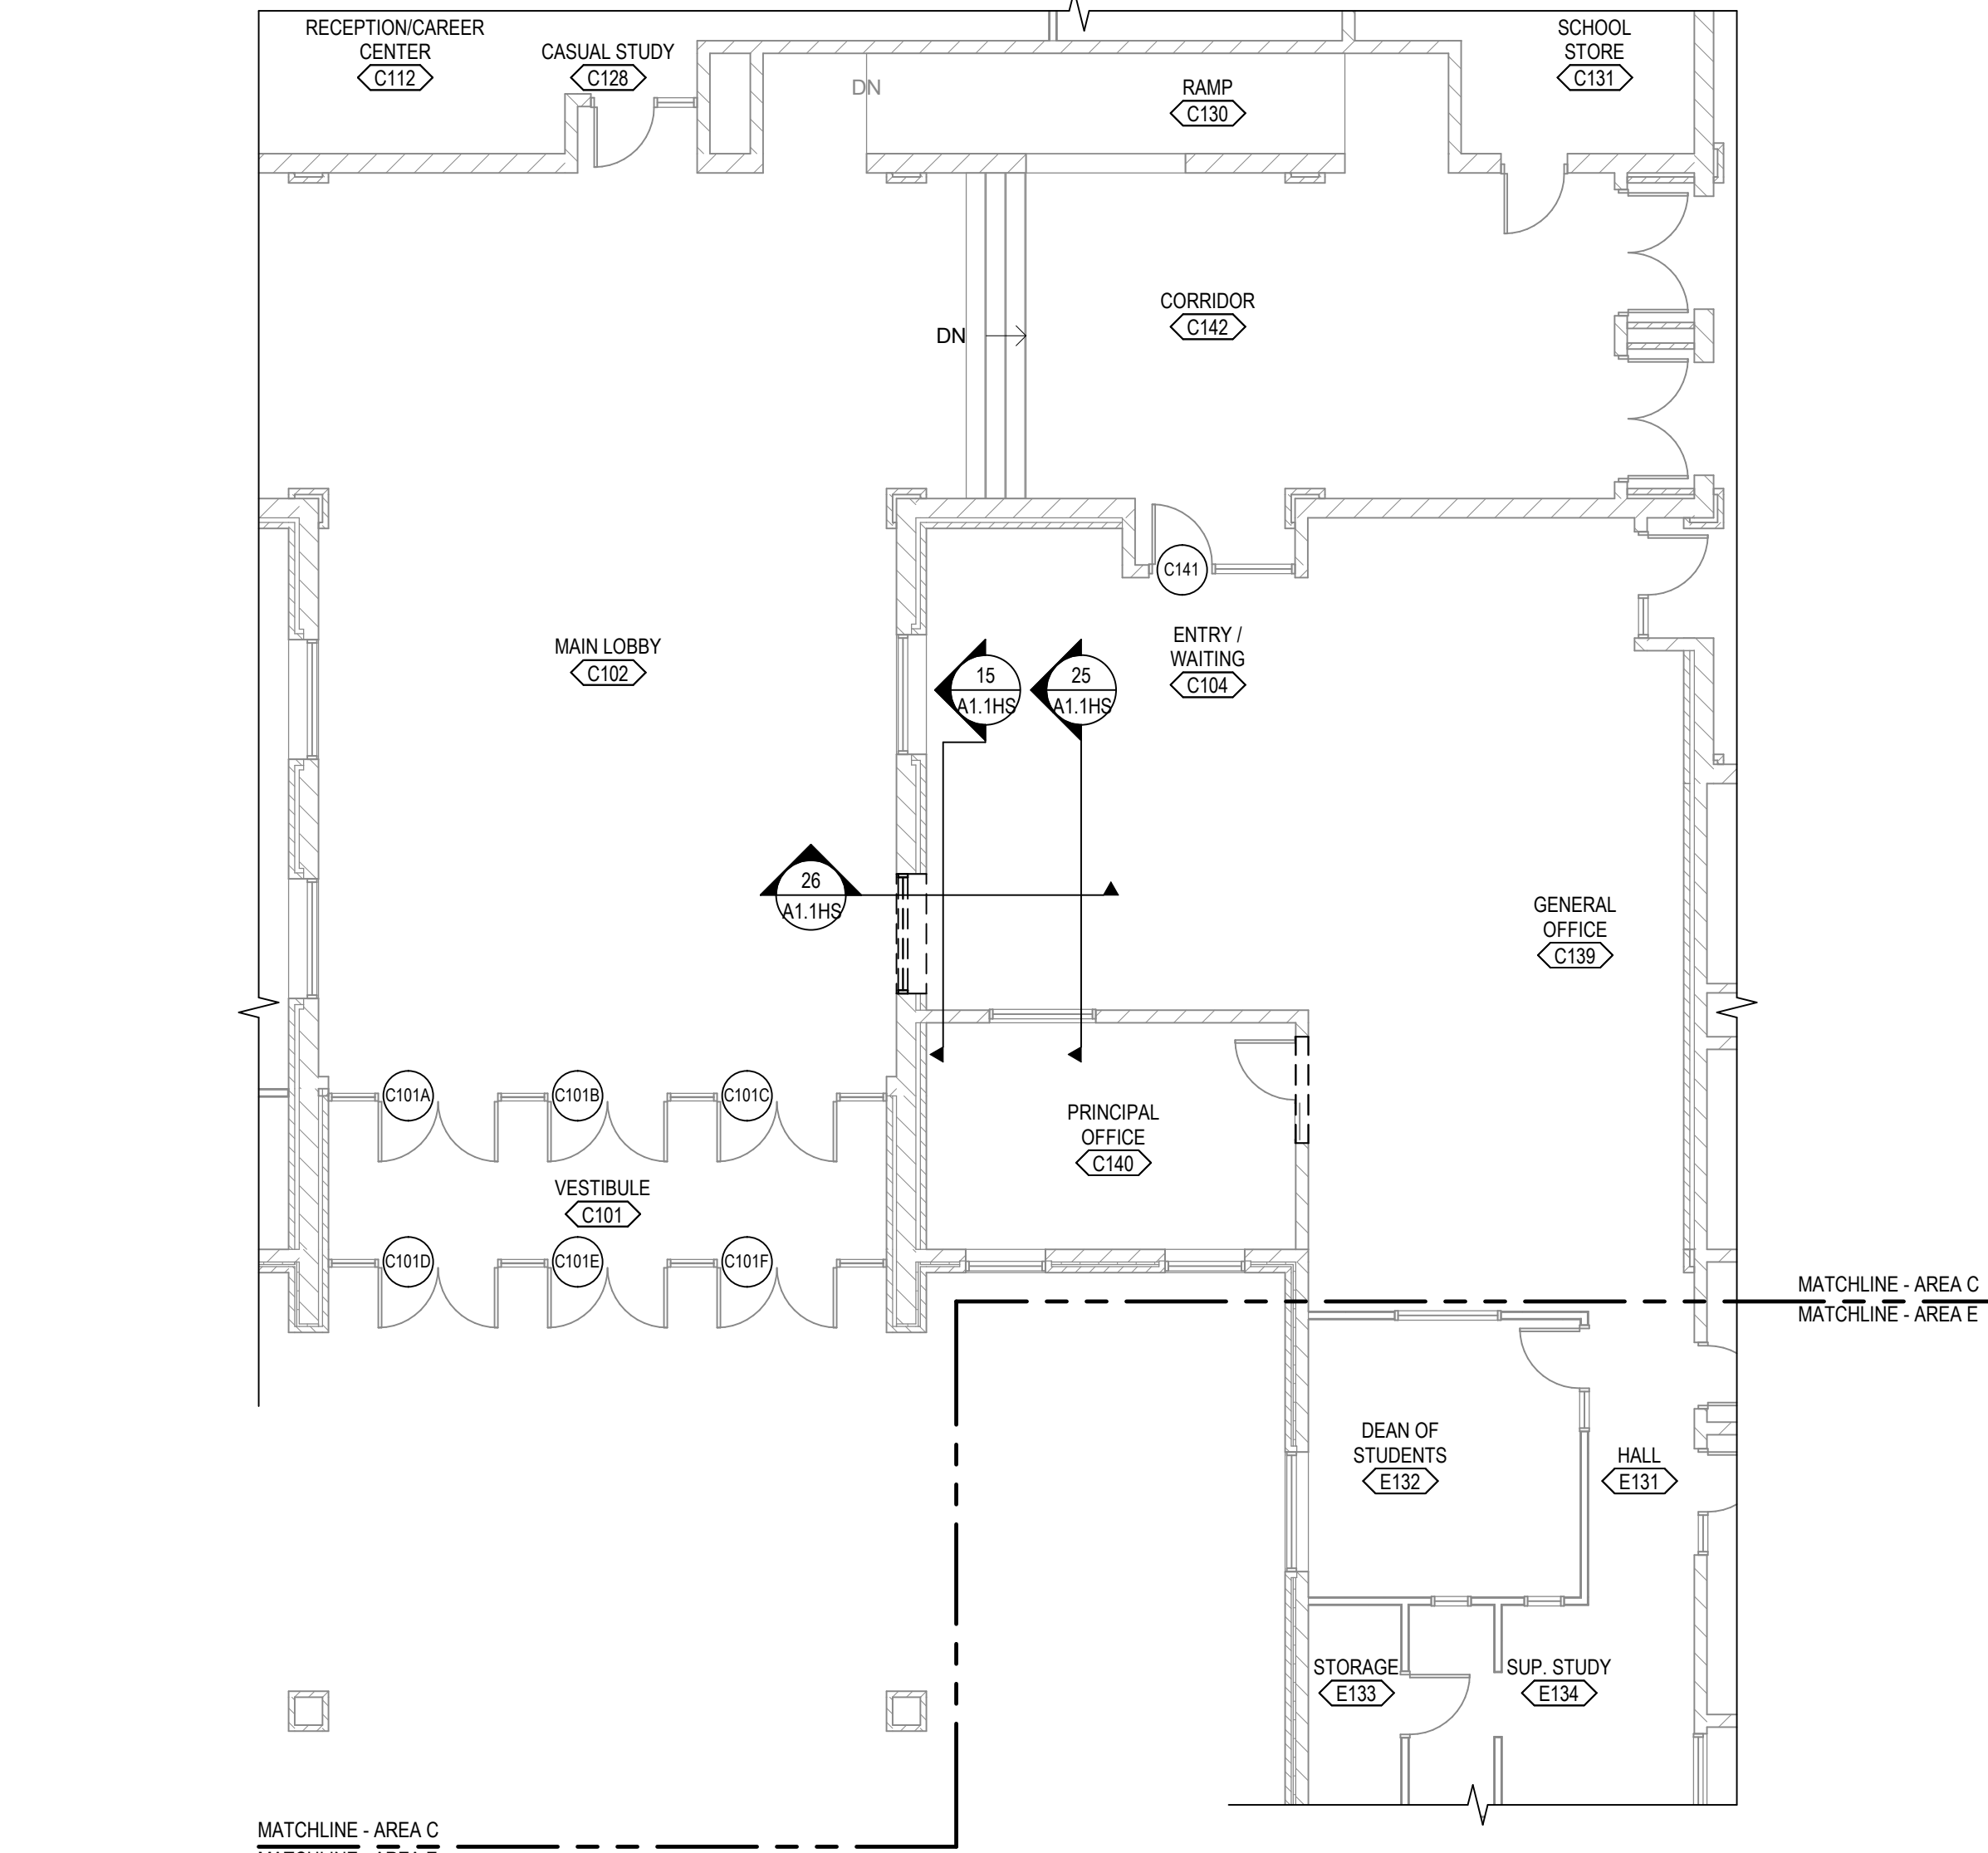 RECEPTION/CAREER
CENTER
C112
CASUAL STUDY
C128
DN
RAMP
C130
SCHOOL
STORE
C131
DN
CORRIDOR
C142
C141
MAIN LOBBY
C102
15
A1.1HS
25
A1.1HS
ENTRY /
WAITING
C104
26
A1.1HS
GENERAL
OFFICE
C139
C101A
C101B
C101C
PRINCIPAL
OFFICE
C140
VESTIBULE
C101
C101D
C101E
C101F
MATCHLINE - AREA C
MATCHLINE - AREA E
DEAN OF
STUDENTS
E132
HALL
E131
STORAGE
E133
SUP. STUDY
E134
MATCHLINE - AREA C